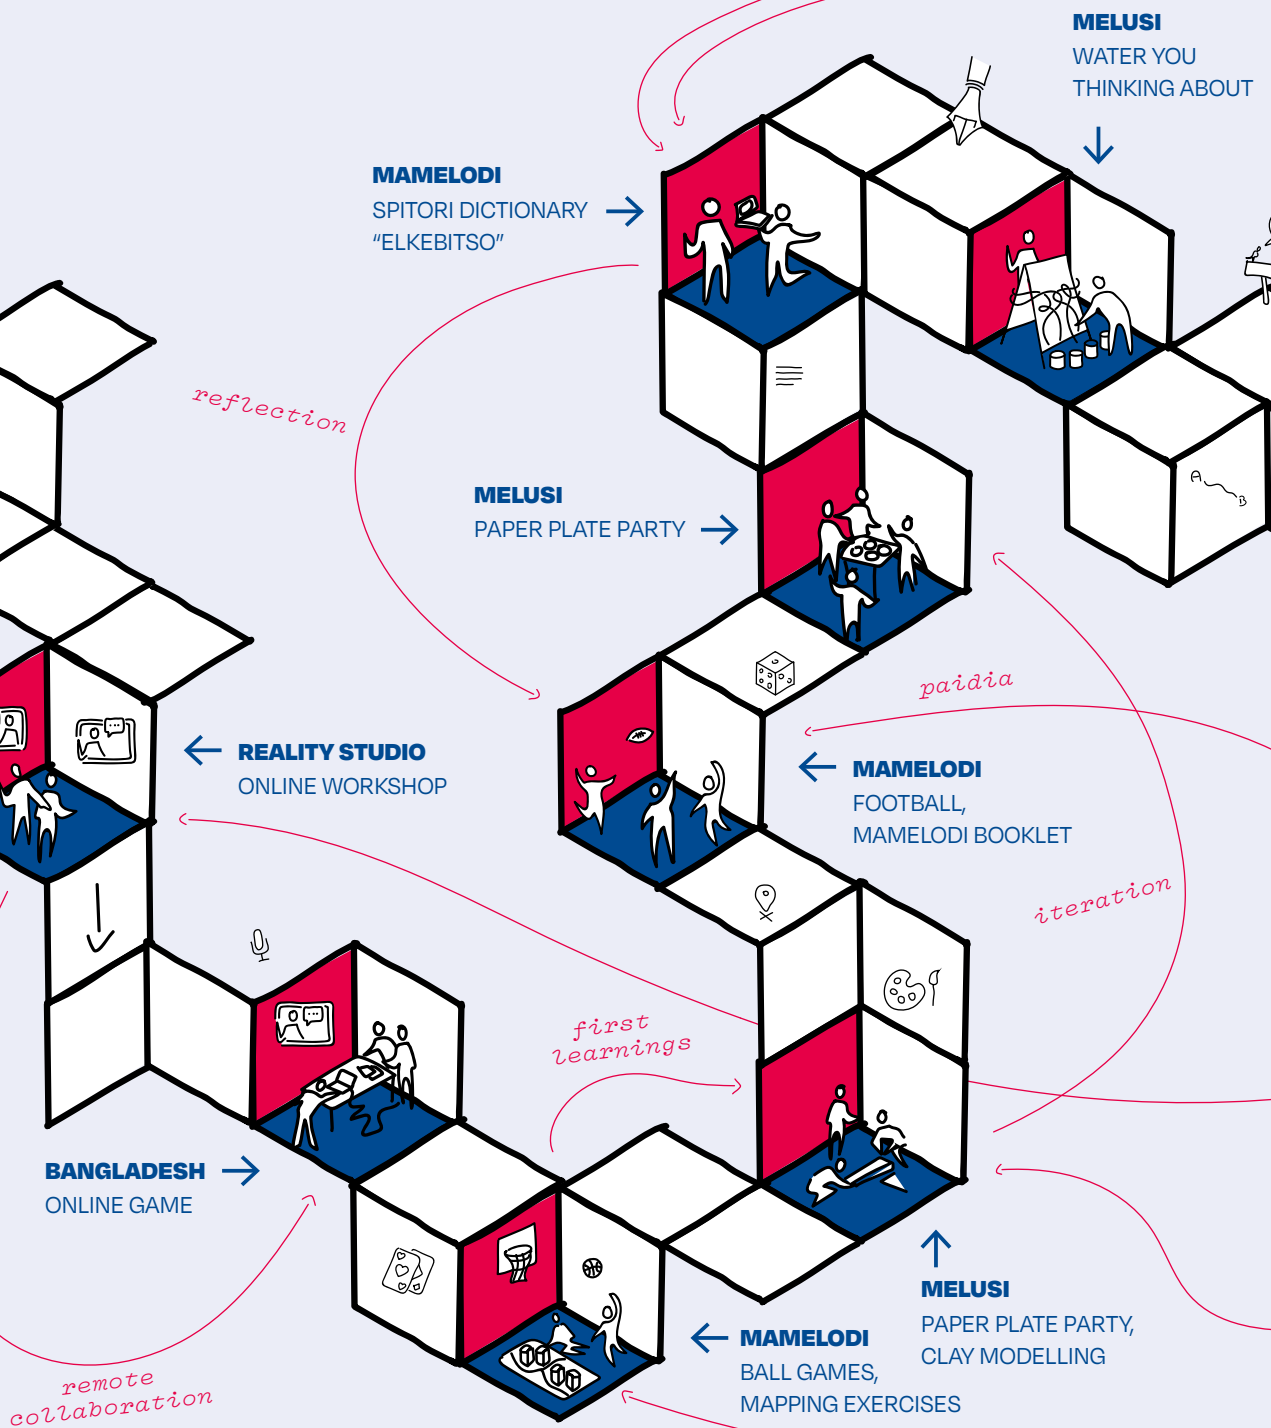 MELUSI
WATER YOU
THINKING ABOUT
MAMELODI
SPITORI DICTIONARY
“ELKEBITSO”
reflection
A
B
MELUSI
PAPER PLATE PARTY
paidia
REALITY STUDIO
ONLINE WORKSHOP
MAMELODI
FOOTBALL,
MAMELODI BOOKLET
iteration
first
learnings
BANGLADESH
ONLINE GAME
MELUSI
PAPER PLATE PARTY,
CLAY MODELLING
MAMELODI
BALL GAMES,
MAPPING EXERCISES
remote
collaboration